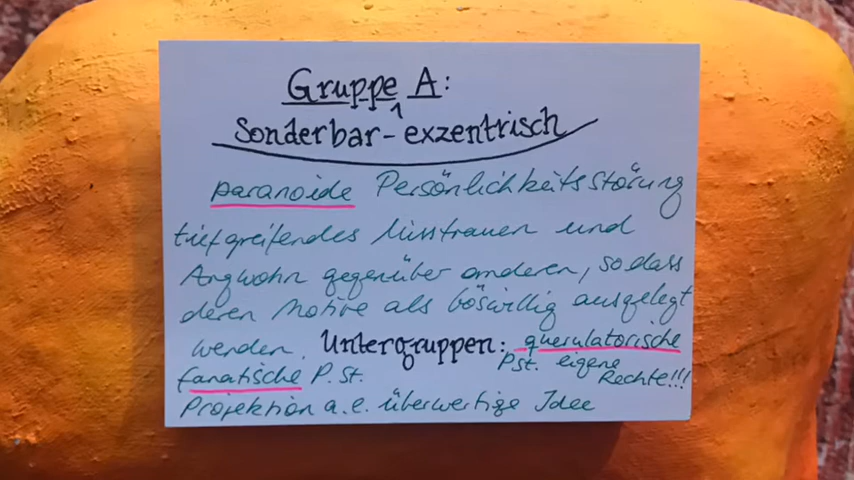 Gruppe A:
Sonderbar-exzentrisch
paranoide Persönlichkeitsstörung
tiefgreifendes Misstrauen und
Argwohn gegenüber anderen, sodass
deren Motive als böswillig ausgelegt
werden. Untergruppen: querulatorische
Pst. eigene
fanatische P.st. Rechte!!!
Projektion a.e. überwertige Idee